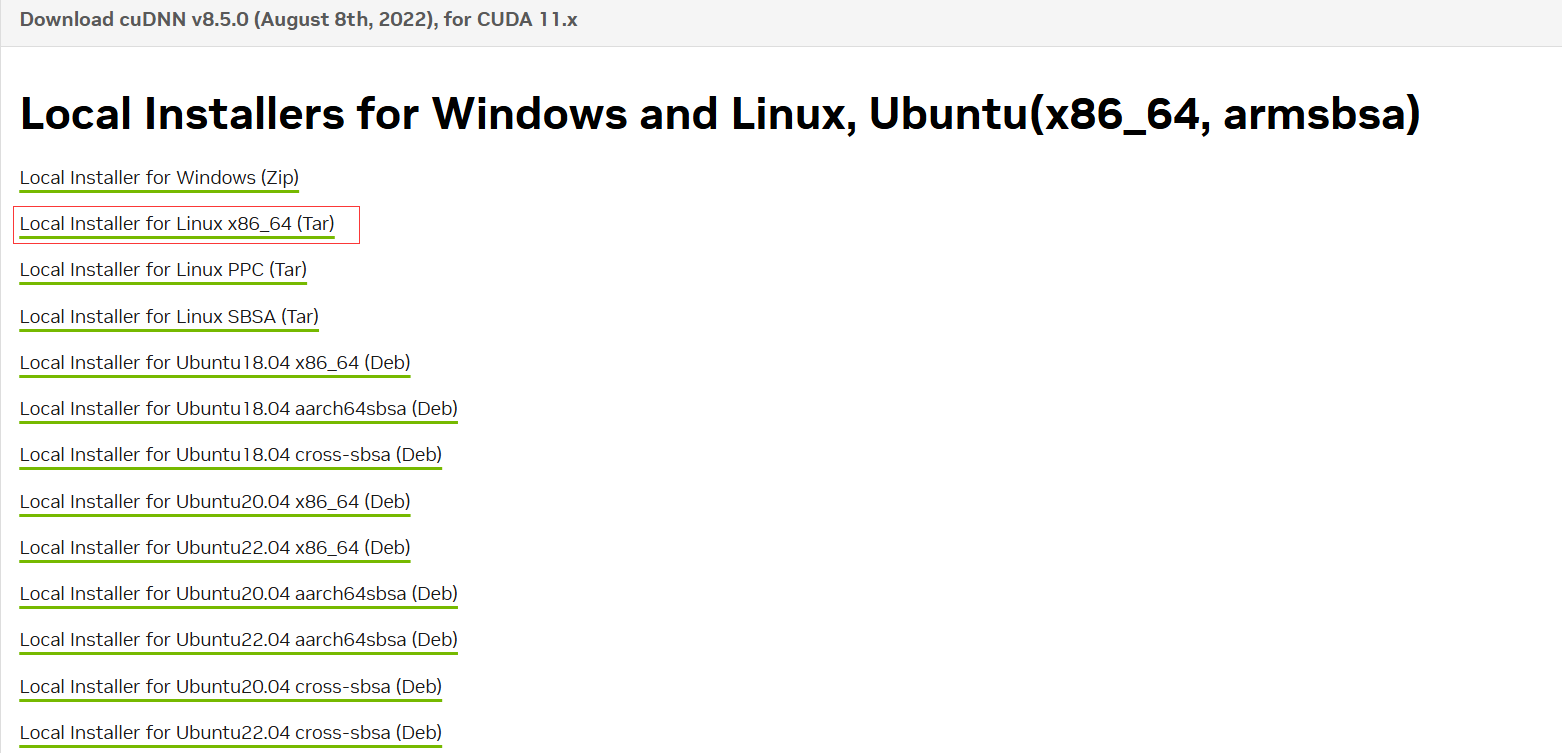 Download cuDNN v8.5.0 (August 8th, 2022), for CUDA 11.x
Local Installers for Windows and Linux, Ubuntu(x86_64, armsbsa)
Local Installer for Windows (Zip)
Local Installer for Linux x86_64 (Tar)
Local Installer for Linux PPC (Tar)
Local Installer for Linux SBSA (Tar)
Local Installer for Ubuntu18.04 x86_64 (Deb)
Local Installer for Ubuntu18.04 aarch64sbsa (Deb)
Local Installer for Ubuntu18.04 cross-sbsa (Deb)
Local Installer for Ubuntu20.04 x86_64 (Deb)
Local Installer for Ubuntu22.04 x86_64 (Deb)
Local Installer for Ubuntu20.04 aarch64sbsa (Deb)
Local Installer for Ubuntu22.04 aarch64sbsa (Deb)
Local Installer for Ubuntu20.04 cross-sbsa (Deb)
Local Installer for Ubuntu22.04 cross-sbsa (Deb)